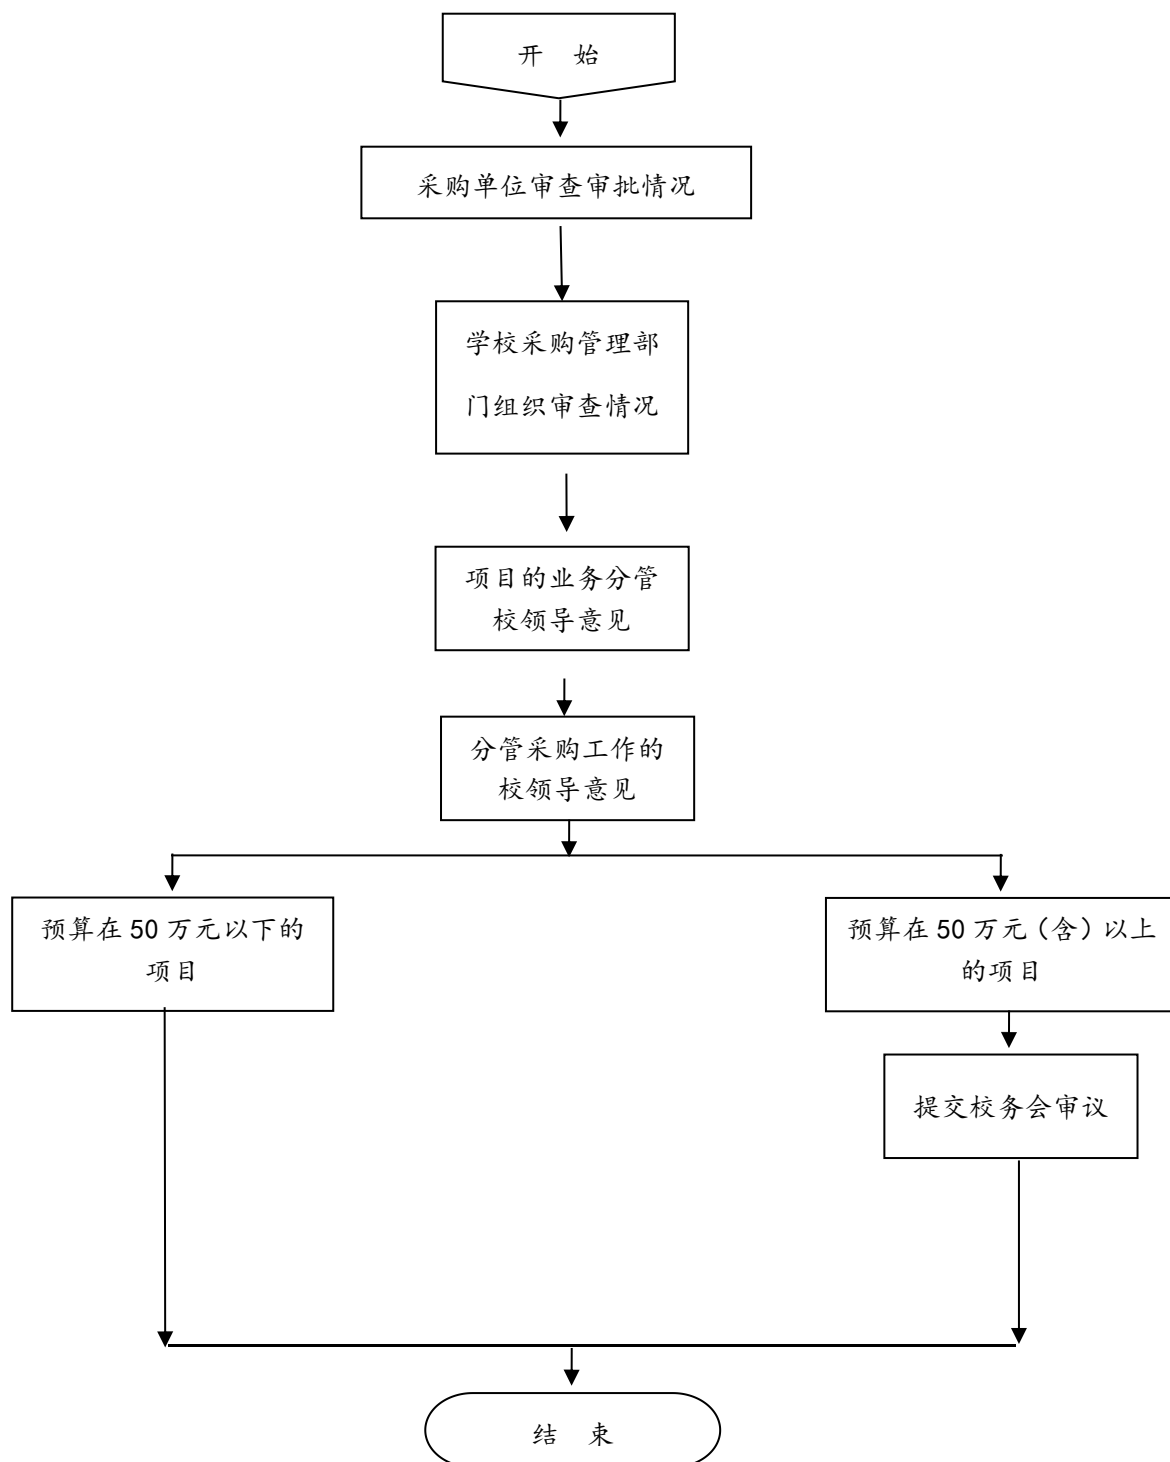 开 始
采购单位审查审批情况
学校采购管理部
门组织审查情况
项目的业务分管
校领导意见
分管采购工作的
校领导意见
预算在 50 万元以下的
项目
预算在 50 万元（含）以上
的项目
提交校务会审议
结 束